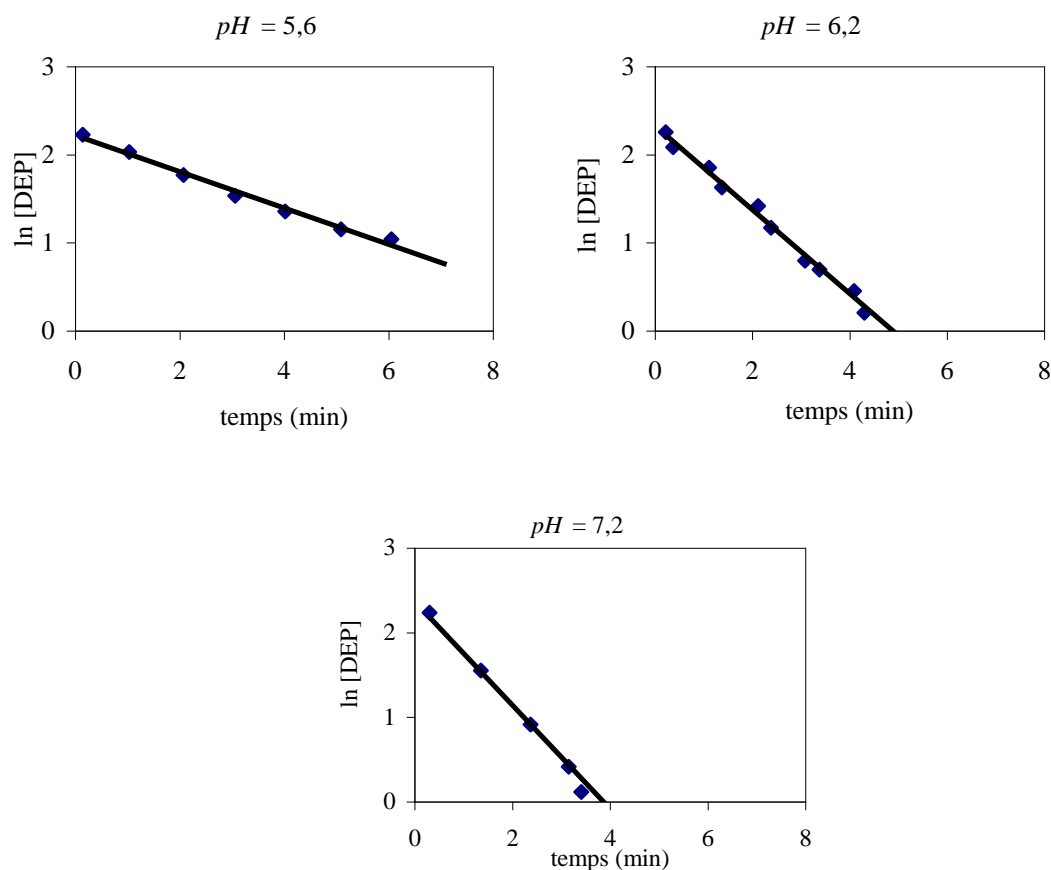 pH = 5,6
3
2
1
0
ln [DEP]
0 2 4 6 8
temps (min)
pH = 6,2
3
2
1
0
ln [DEP]
0 2 4 6 8
temps (min)
pH = 7,2
3
2
1
0
ln [DEP]
0 2 4 6 8
temps (min)